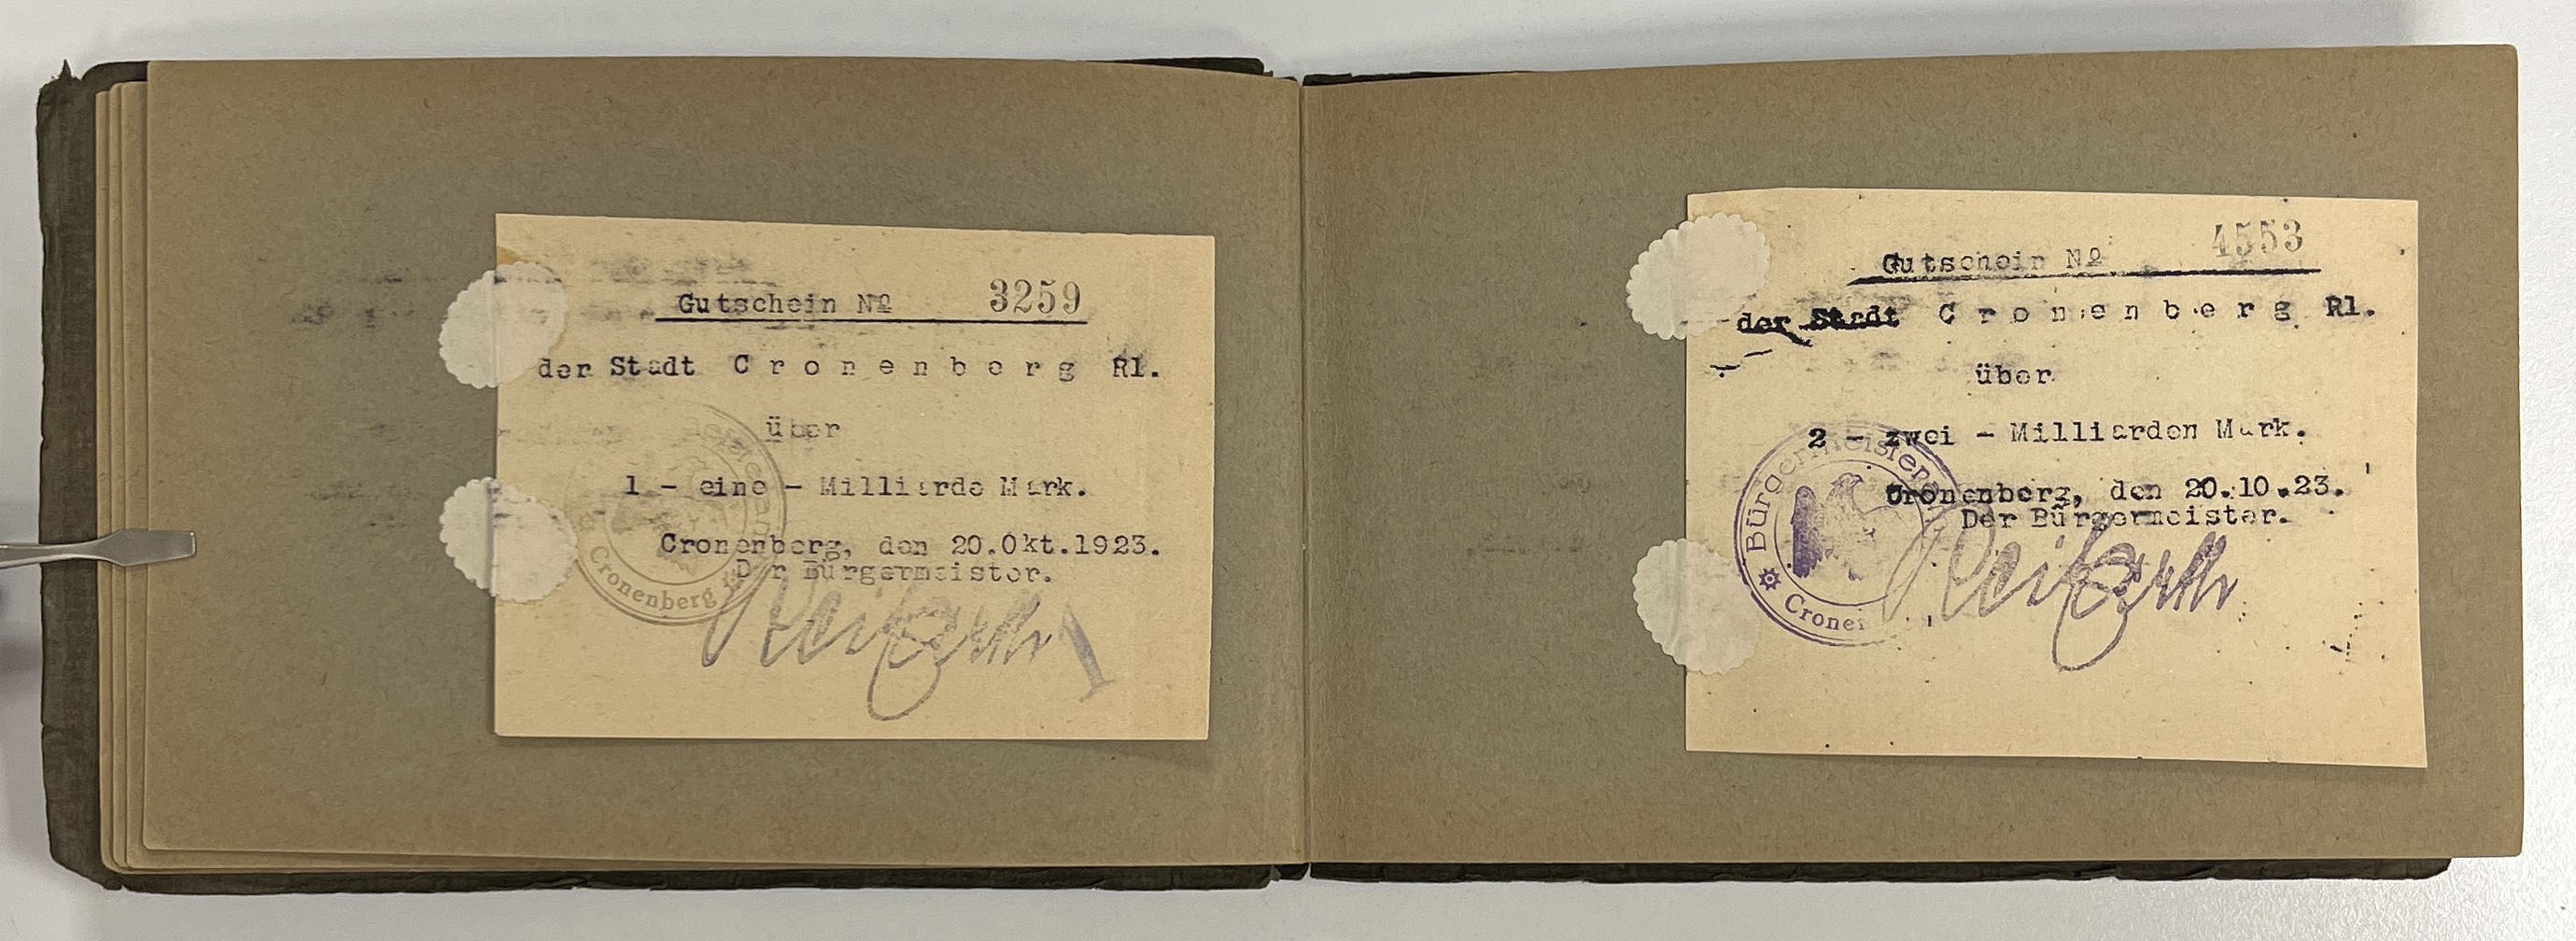 Gutschein № 3259
der Stadt Cronenberg Rl.
über
1 - eine - Milliarde Mark.
Cronenberg, den 20.Okt.1923.
Der Bürgermeister.
Cronenberg
Gutschein № 4553
der Stadt Cronenberg Rl.
über
2 - zwei - Milliarden Mark.
Cronenberg, den 20.10.23.
Der Bürgermeister.